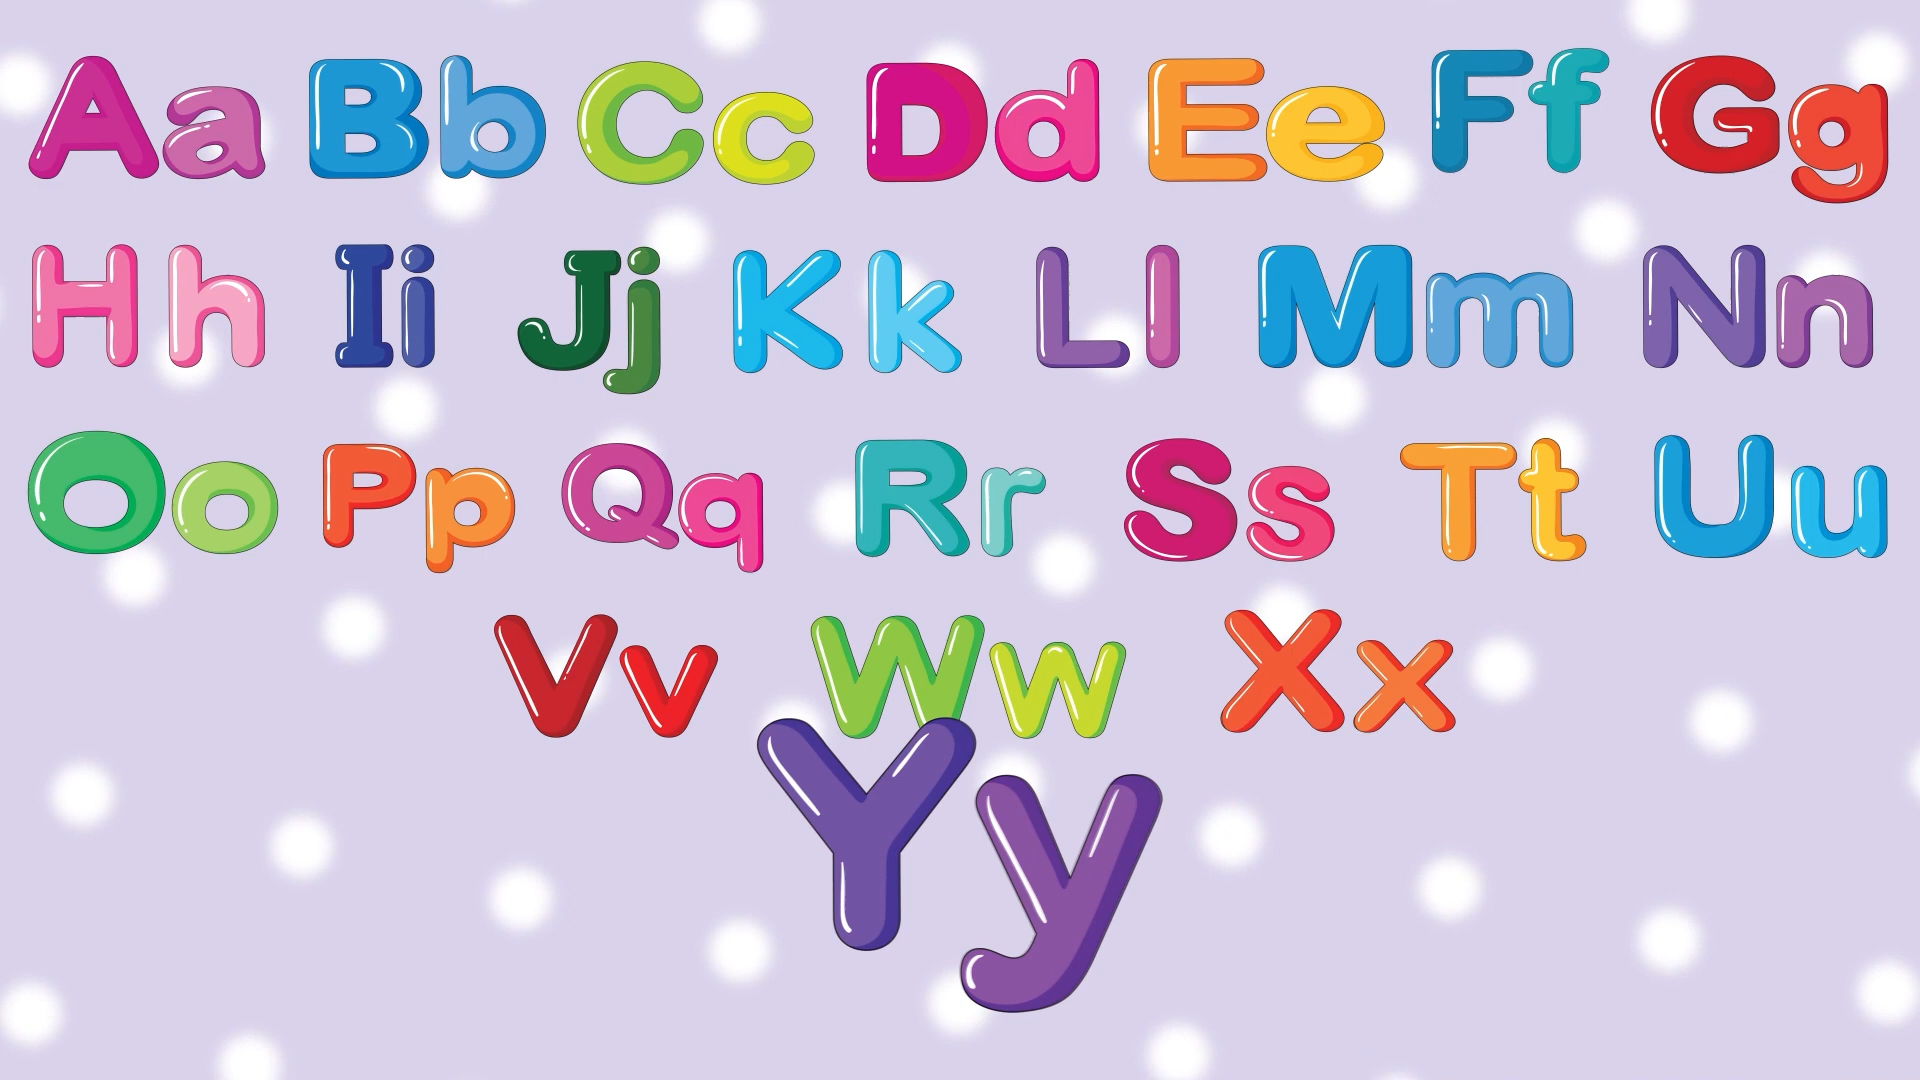 Aa Bb Cc Dd Ee Ff Gg
Hh Ii Jj Kk Ll Mm Nn
Oo Pp Qq Rr Ss Tt Uu
Vv Ww Xx
Yy